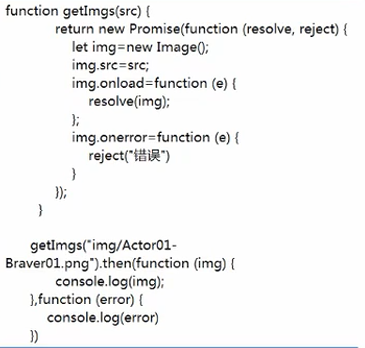 function getImgs(src) {
return new Promise(function (resolve, reject) {
let img=new Image();
img.src=src;
img.onload=function (e) {
resolve(img);
};
img.onerror=function (e) {
reject("错误")
}
});
}
getImgs("img/Actor01-
Braver01.png").then(function (img) {
console.log(img);
},function (error) {
console.log(error)
})